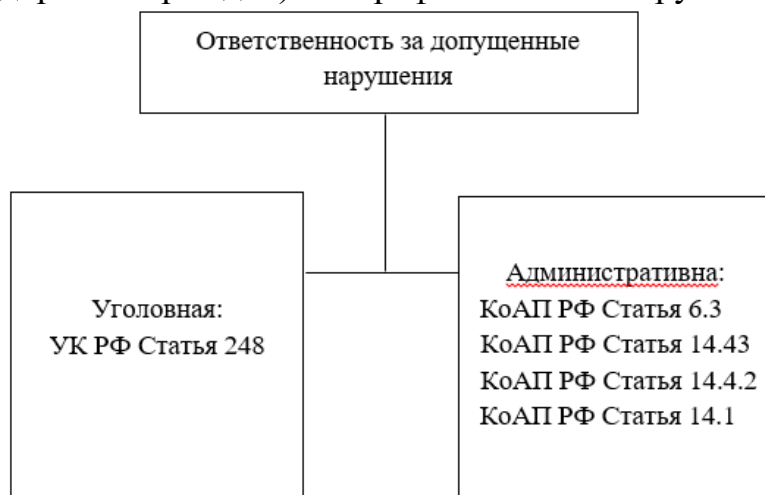 Ответственность за допущенные
нарушения
Уголовная:
УК РФ Статья 248
Административна:
КоАП РФ Статья 6.3
КоАП РФ Статья 14.43
КоАП РФ Статья 14.4.2
КоАП РФ Статья 14.1